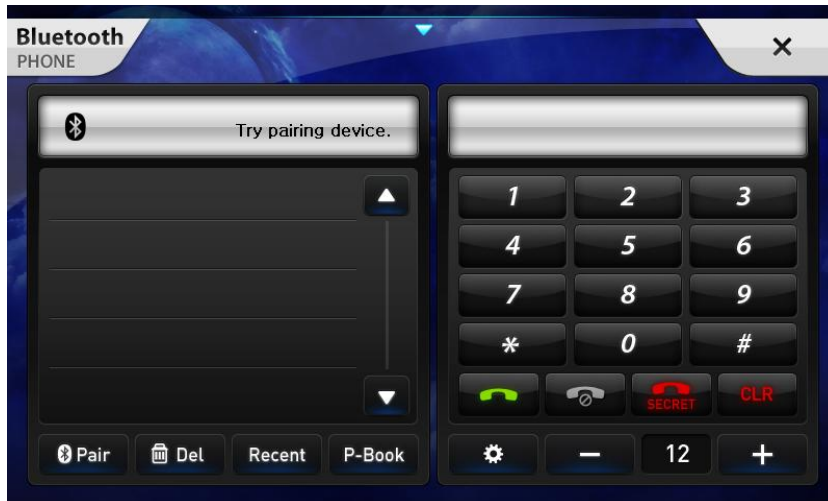 Bluetooth
PHONE
×
Try pairing device.
1 2 3
4 5 6
7 8 9
* 0 #
SECRET CLR
Pair Del Recent P-Book
− 12 +